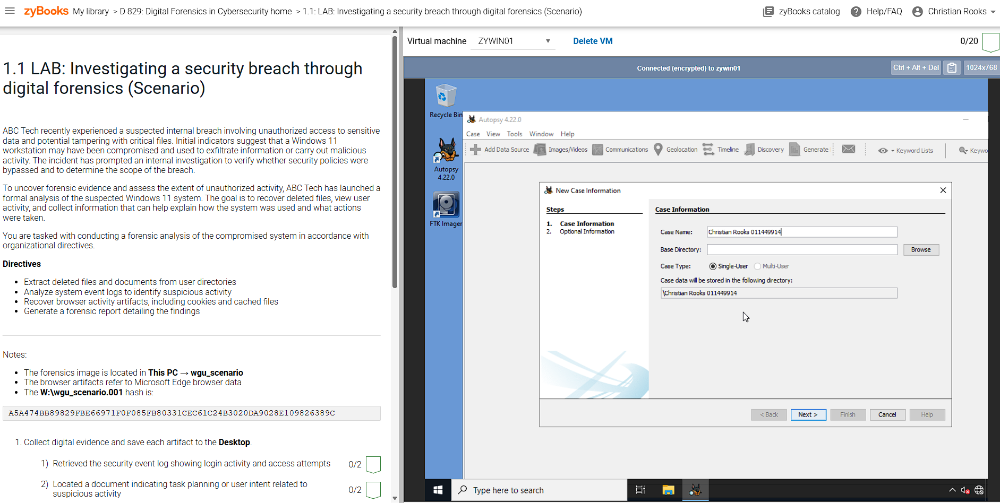 zyBooks My library > D 829: Digital Forensics in Cybersecurity home > 1.1: LAB: Investigating a security breach through digital forensics (Scenario)
zyBooks catalog
Help/FAQ
Christian Rooks
1.1 LAB: Investigating a security breach through
digital forensics (Scenario)
ABC Tech recently experienced a suspected internal breach involving unauthorized access to sensitive
data and potential tampering with critical files. Initial indicators suggest that a Windows 11
workstation may have been compromised and used to exfiltrate information or carry out malicious
activity. The incident has prompted an internal investigation to verify whether security policies were
bypassed and to determine the scope of the breach.
To uncover forensic evidence and assess the extent of unauthorized activity, ABC Tech has launched a
formal analysis of the suspected Windows 11 system. The goal is to recover deleted files, view user
activity, and collect information that can help explain how the system was used and what actions
were taken.
You are tasked with conducting a forensic analysis of the compromised system in accordance with
organizational directives.
Directives
• Extract deleted files and documents from user directories
• Analyze system event logs to identify suspicious activity
• Recover browser activity artifacts, including cookies and cached files
• Generate a forensic report detailing the findings
Notes:
• The forensics image is located in This PC → wgu_scenario
• The browser artifacts refer to Microsoft Edge browser data
• The W:\wgu_scenario.001 hash is:
A5A474BB89829FBE66971F0F085FB80331CEC61C24B3020DA9028E109826389C
1. Collect digital evidence and save each artifact to the Desktop.
1) Retrieved the security event log showing login activity and access attempts 0/2
2) Located a document indicating task planning or user intent related to
suspicious activity 0/2
Virtual machine ZYWIN01 Delete VM 0/20
Connected (encrypted) to zywin01
Ctrl + Alt + Del
1024x768
Recycle Bin
Autopsy
4.22.0
FTK Imager
Autopsy 4.22.0
Case View Tools Window Help
Add Data Source Images/Videos Communications Geolocation Timeline Discovery Generate Keyword Lists Keywo
New Case Information
Steps
1. Case Information
2. Optional Information
Case Information
Case Name: Christian Rooks 011449914
Base Directory: Browse
Case Type: Single-User Multi-User
Case data will be stored in the following directory:
\Christian Rooks 011449914
< Back Next > Finish Cancel Help
Type here to search